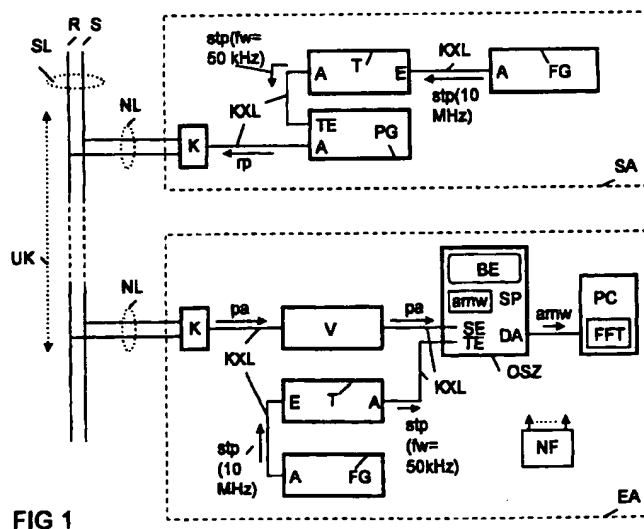 R S
SL
NL
K
UK
stp(fw=
50 kHz)
A
T
E
KXL
stp(10
MHz)
A
FG
KXL
TE
A
PG
rp
SA
NL
K
pa
KXL
V
pa
KXL
BE
amw
SP
SE
TE
DA
OSZ
amw
PC
FFT
E
T
A
stp
(fw=
50kHz)
stp
(10
MHz)
A
FG
NF
EA
FIG 1